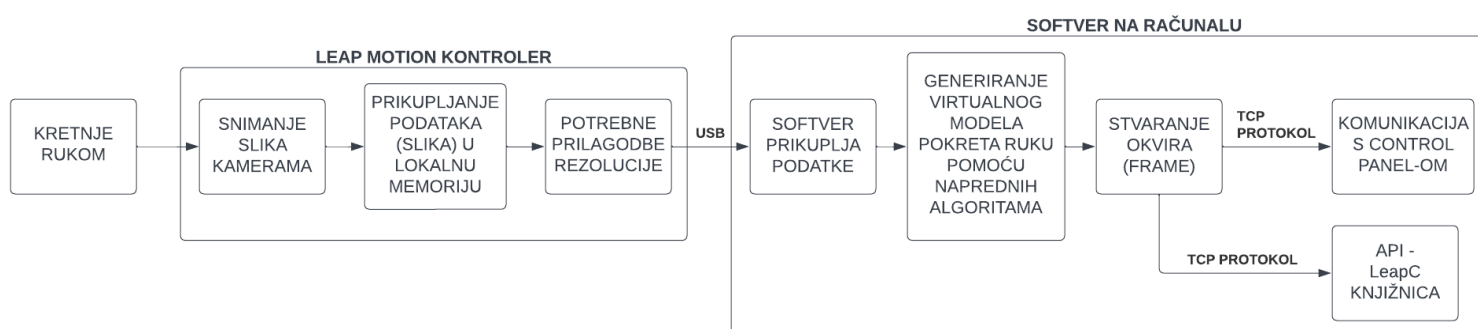 SOFTVER NA RAČUNALU
LEAP MOTION KONTROLER
KRETNJE
RUKOM
SNIMANJE
SLIKA
KAMERAMA
PRIKUPLJANJE
PODATAKA
(SLIKA) U
LOKALNU
MEMORIJU
POTREBNE
PRILAGODBE
REZOLUCIJE
USB
SOFTVER
PRIKUPLJA
PODATKE
GENERIRANJE
VIRTUALNOG
MODELA
POKRETA RUKU
POMOĆU
NAPREDNIH
ALGORITAMA
STVARANJE
OKVIRA
(FRAME)
TCP
PROTOKOL
KOMUNIKACIJA
S CONTROL
PANEL-OM
TCP PROTOKOL
API -
LeapC
KNJIŽNICA